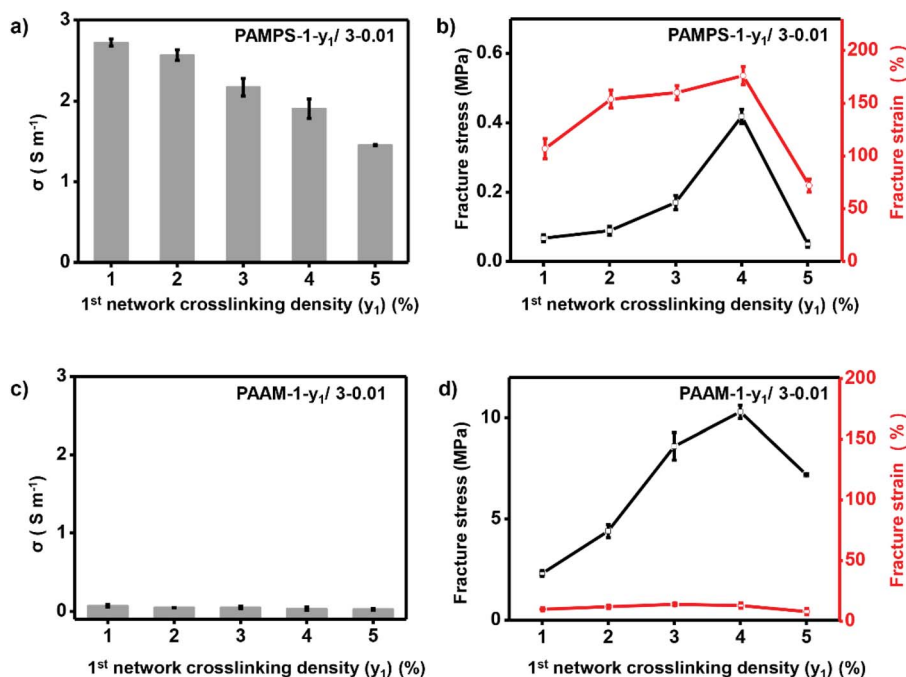 a)
PAMPS-1-y₁/ 3-0.01
σ ( S m⁻¹)
3
2
1
0
1 2 3 4 5
1ˢᵗ network crosslinking density (y₁) (%)
b)
PAMPS-1-y₁/ 3-0.01
Fracture stress (MPa)
0.6
0.4
0.2
0.0
200
150
100
50
0
Fracture strain ( % )
1 2 3 4 5
1ˢᵗ network crosslinking density (y₁) (%)
c)
PAAM-1-y₁/ 3-0.01
σ ( S m⁻¹)
3
2
1
0
1 2 3 4 5
1ˢᵗ network crosslinking density (y₁) (%)
d)
PAAM-1-y₁/ 3-0.01
Fracture stress (MPa)
10
5
0
200
150
100
50
0
Fracture strain ( % )
1 2 3 4 5
1ˢᵗ network crosslinking density (y₁) (%)